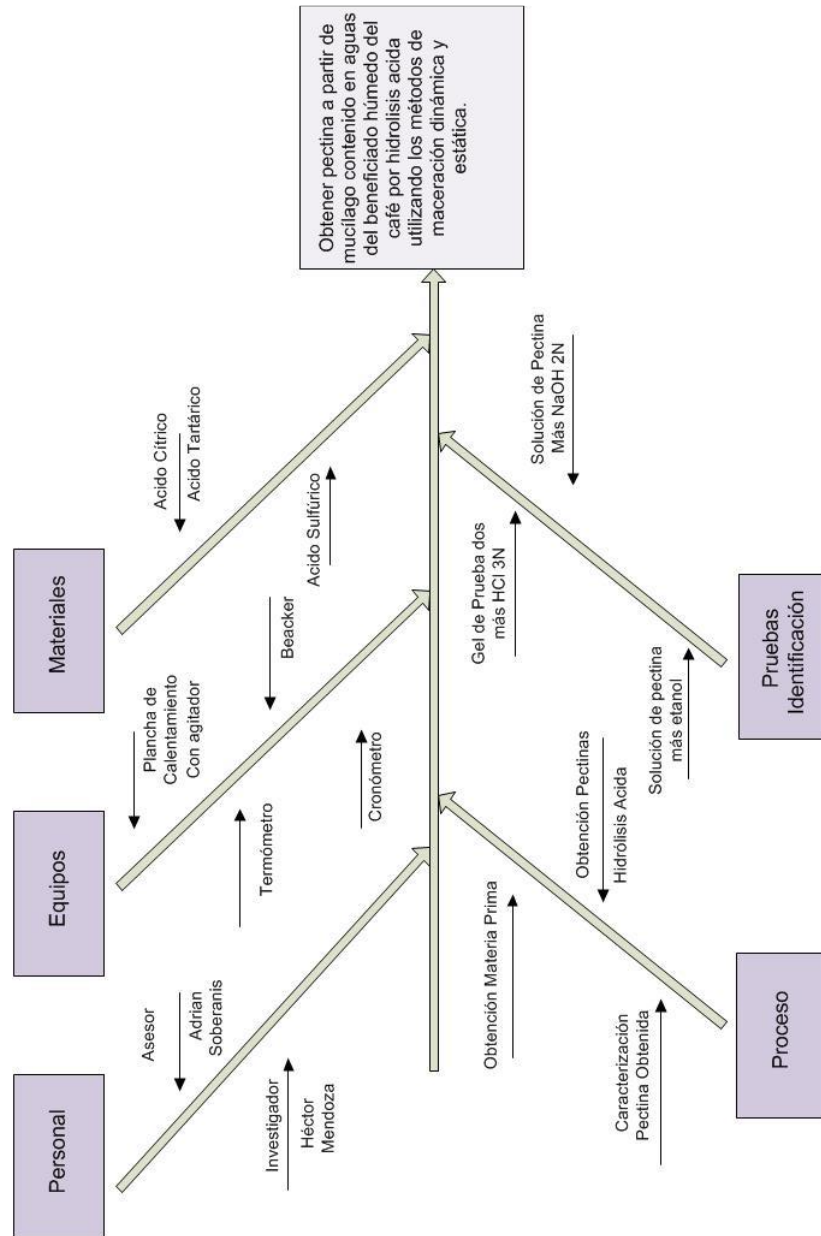 Personal
Equipos
Materiales
Asesor
Adrian
Soberanis
Investigador
Héctor
Mendoza
Plancha de
Calentamiento
Con agitador
Termómetro
Beacker
Cronómetro
Acido Cítrico
Acido Tartárico
Acido Sulfúrico
Obtener pectina a partir de
mucílago contenido en aguas
del beneficiado húmedo del
café por hidrolisis acida
utilizando los métodos de
maceración dinámica y
estática.
Obtención Materia Prima
Obtención Pectinas
Hidrólisis Acida
Caracterización
Pectina Obtenida
Gel de Prueba dos
más HCl 3N
Solución de Pectina
Más NaOH 2N
Solución de pectina
más etanol
Proceso
Pruebas
Identificación